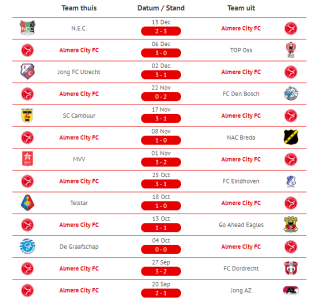 Team thuis Datum / Stand Team uit
N.E.C. 13 Dec 2 - 3 Almere City FC
Almere City FC 06 Dec 3 - 0 TOP Oss
Jong FC Utrecht 02 Dec 3 - 1 Almere City FC
Almere City FC 22 Nov 0 - 2 FC Den Bosch
SC Cambuur 17 Nov 3 - 1 Almere City FC
Almere City FC 08 Nov 1 - 0 NAC Breda
MVV 01 Nov 3 - 2 Almere City FC
Almere City FC 25 Oct 3 - 1 FC Eindhoven
Telstar 18 Oct 1 - 0 Almere City FC
Almere City FC 13 Oct 1 - 1 Go Ahead Eagles
De Graafschap 04 Oct 0 - 0 Almere City FC
Almere City FC 27 Sep 3 - 2 FC Dordrecht
Almere City FC 20 Sep 2 - 1 Jong AZ